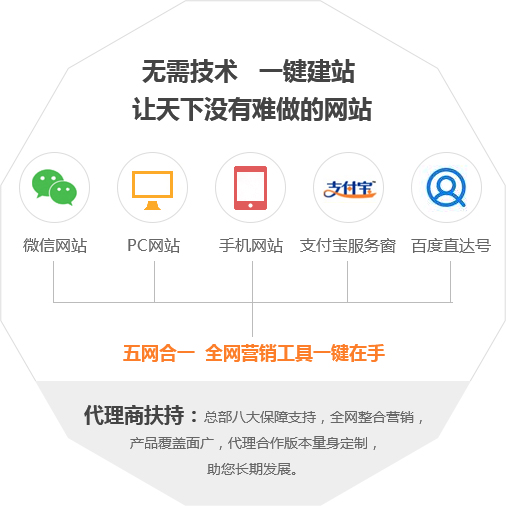 无需技术 一键建站
让天下没有难做的网站
支付宝
微信网站 PC网站 手机网站 支付宝服务窗 百度直达号
五网合一 全网营销工具一键在手
代理商扶持：总部八大保障支持，全网整合营销，
产品覆盖面广，代理合作版本量身定制，
助您长期发展。